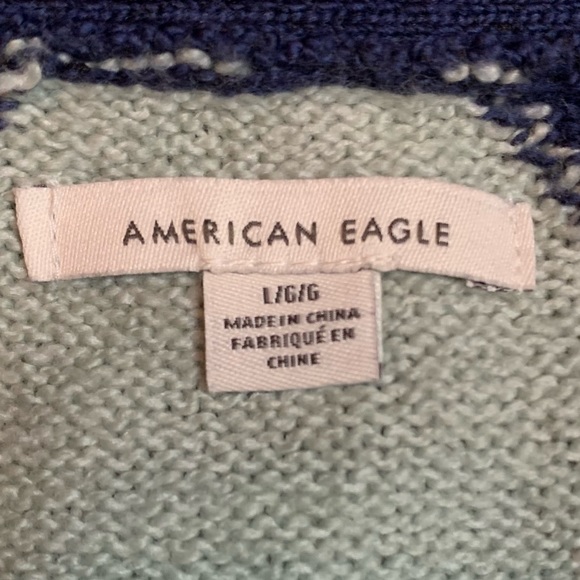 AMERICAN EAGLE
L/G/G
MADE IN CHINA
FABRIQUÉ EN
CHINE